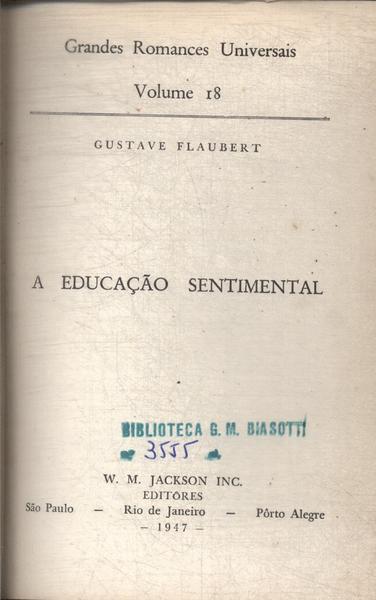 Grandes Romances Universais
Volume 18
GUSTAVE FLAUBERT
A EDUCAÇÃO SENTIMENTAL
BIBLIOTECA G. M. BIASOTTI
3555
W. M. JACKSON INC.
EDITÔRES
São Paulo — Rio de Janeiro — Pôrto Alegre
— 1947 —